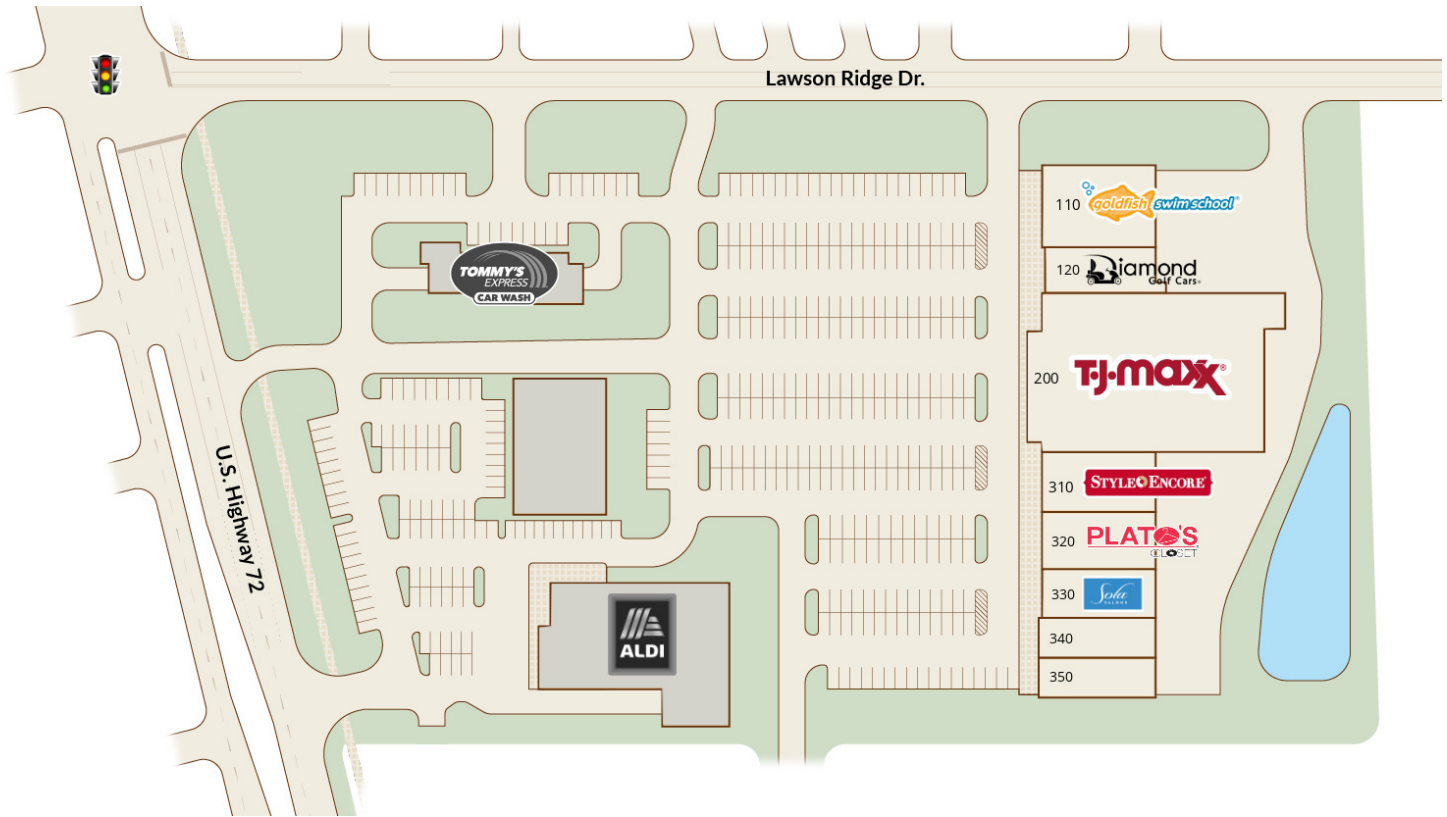 Lawson Ridge Dr.
110 goldfish swim school®
120 Diamond
Golf Cars
TOMMY'S
EXPRESS
CAR WASH
200 T·J·maxx®
U.S. Highway 72
310 STYLE ENCORE
320 PLATO'S
CLOSET
330 Sola
SALONS
ALDI
340
350